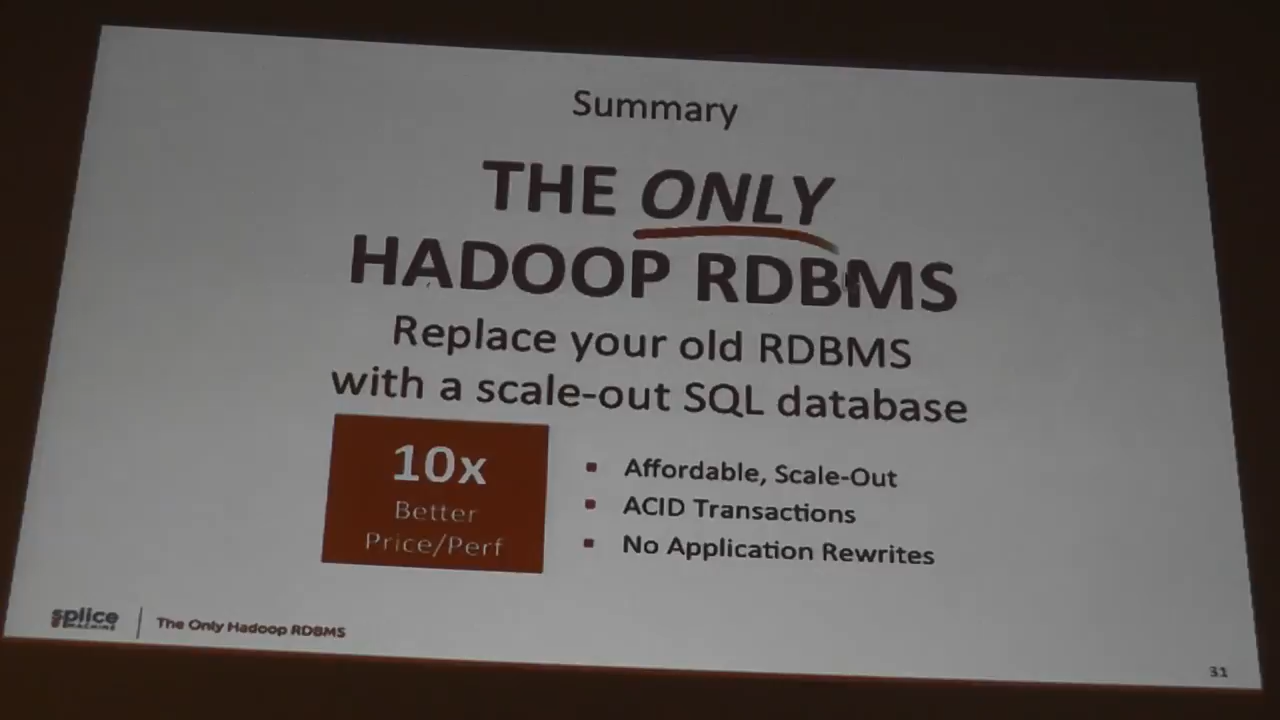 Summary
THE ONLY
HADOOP RDBMS
Replace your old RDBMS
with a scale-out SQL database
10x
Better
Price/Perf
▪ Affordable, Scale-Out
▪ ACID Transactions
▪ No Application Rewrites
splice
MACHINE
The Only Hadoop RDBMS
31